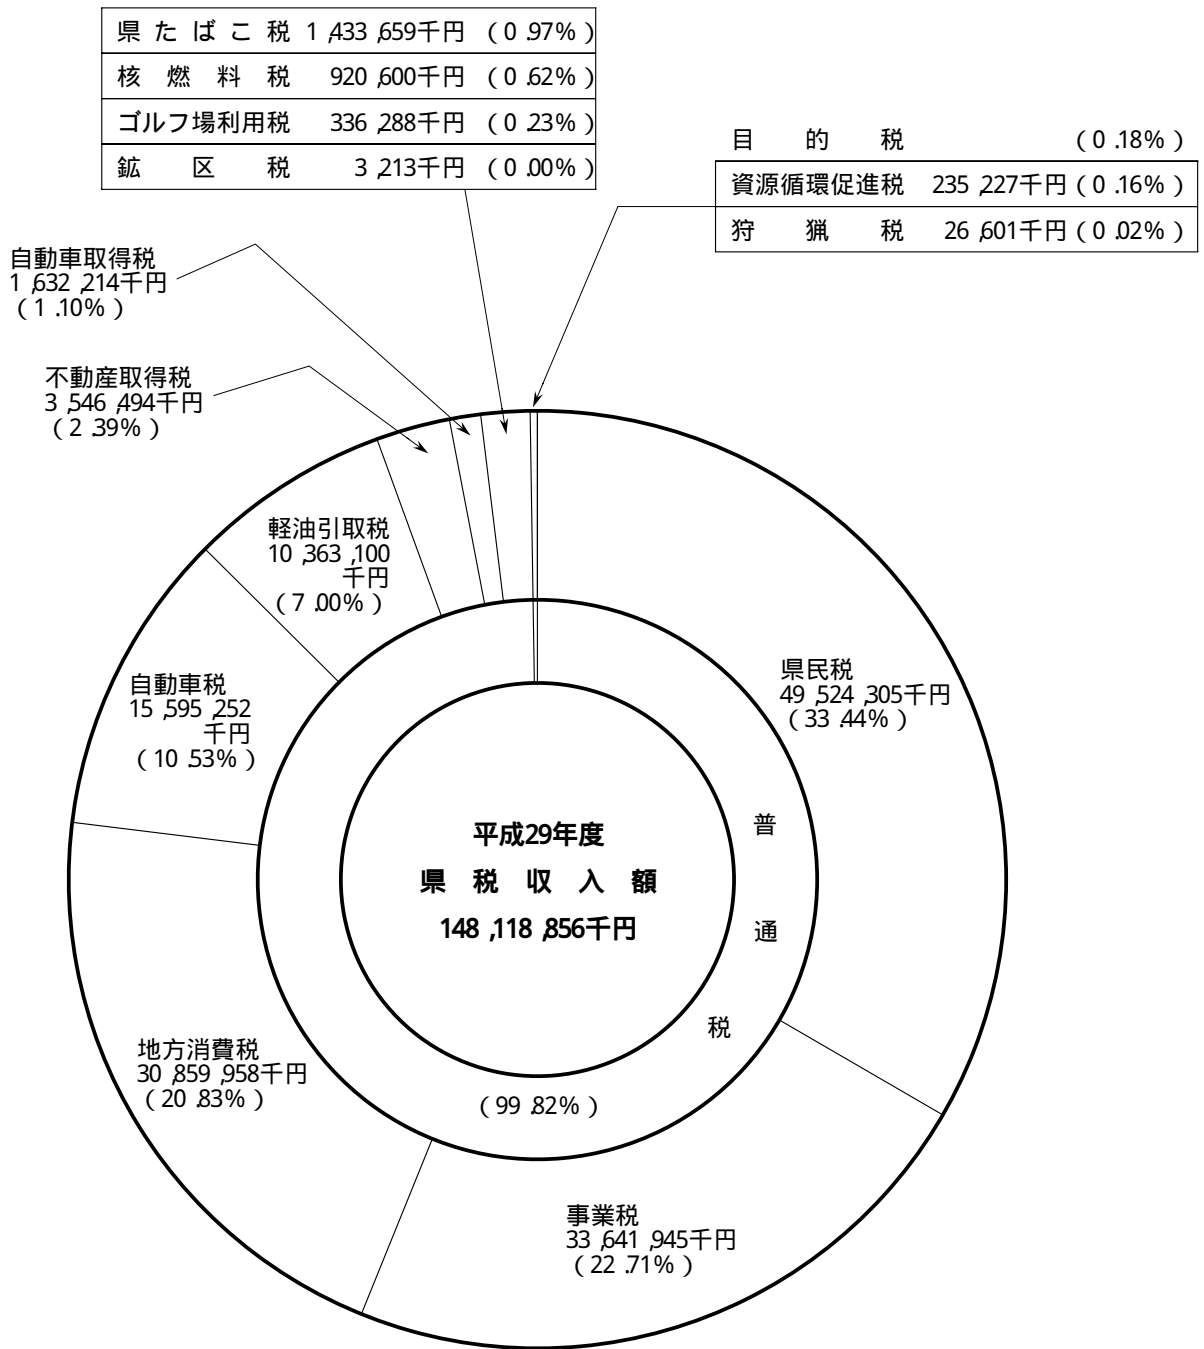 県たばこ税 1,433,659千円 (0.97%)
核燃料税 920,600千円 (0.62%)
ゴルフ場利用税 336,288千円 (0.23%)
鉱区税 3,213千円 (0.00%)
目的税 (0.18%)
資源循環促進税 235,227千円 (0.16%)
狩猟税 26,601千円 (0.02%)
自動車取得税
1,632,214千円
(1.10%)
不動産取得税
3,546,494千円
(2.39%)
軽油引取税
10,363,100
千円
(7.00%)
自動車税
15,595,252
千円
(10.53%)
県民税
49,524,305千円
(33.44%)
平成29年度
県税収入額
148,118,856千円
普
通
税
(99.82%)
地方消費税
30,859,958千円
(20.83%)
事業税
33,641,945千円
(22.71%)